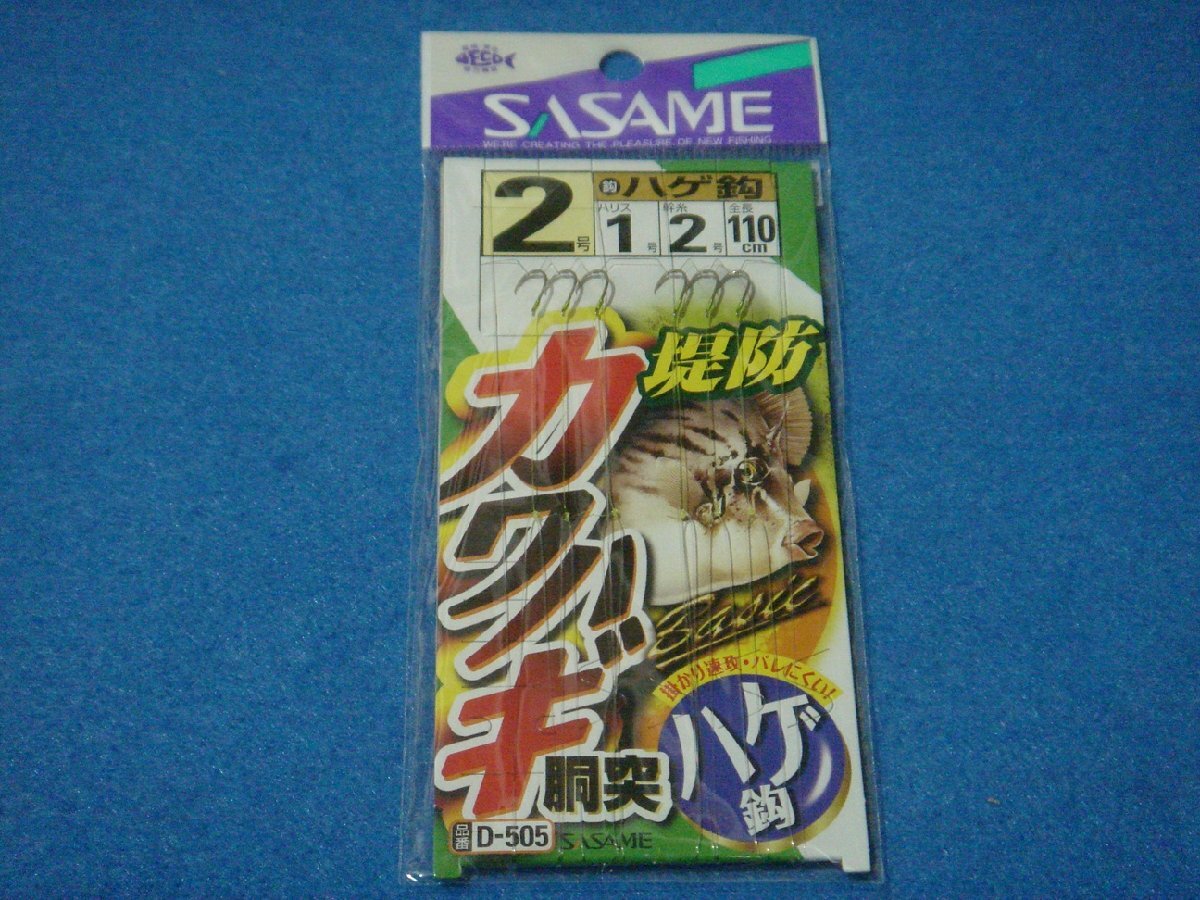 SASAME
WE'RE CREATING THE PLEASURE OF NEW FISHING
2号
鈎 ハゲ鈎
ハリス 1号
幹糸 2号
全長 110cm
堤防
カワハギ
胴突
Basic
掛かり速攻・バレにくい!
ハゲ鈎
品番 D-505
SASAME